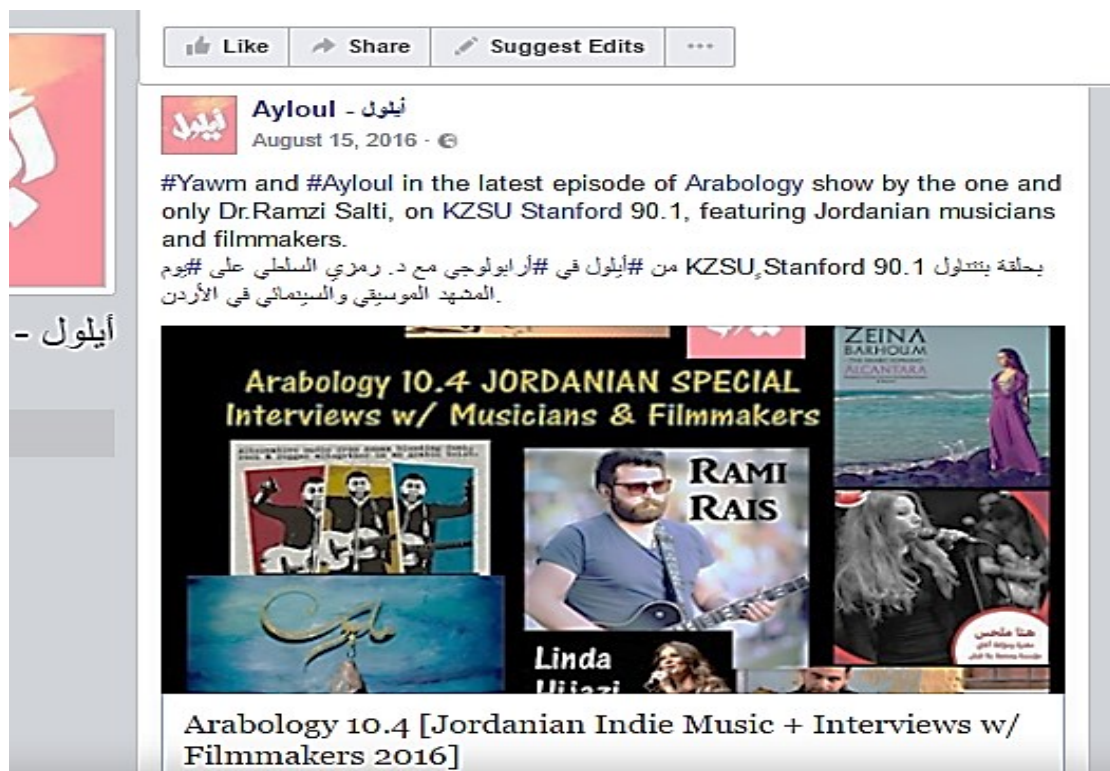 Like
Share
Suggest Edits
Ayloul - أيلول
أيلول
August 15, 2016
#Yawm and #Ayloul in the latest episode of Arabology show by the one and
only Dr.Ramzi Salti, on KZSU Stanford 90.1, featuring Jordanian musicians
and filmmakers.
بحلقة بتتناول KZSU Stanford 90.1 من #أيلول في #أرابولوجي مع د. رمزي السلطي على #يوم
المشهد الموسيقي والسينمائي في الأردن.
أيلول -
Arabology 10.4 JORDANIAN SPECIAL
Interviews w/ Musicians & Filmmakers
ZEINA
BARHOUM
ALCANTARA
RAMI
RAIS
Linda
Hijazi
هنا ملحس
Arabology 10.4 [Jordanian Indie Music + Interviews w/
Filmmakers 2016]